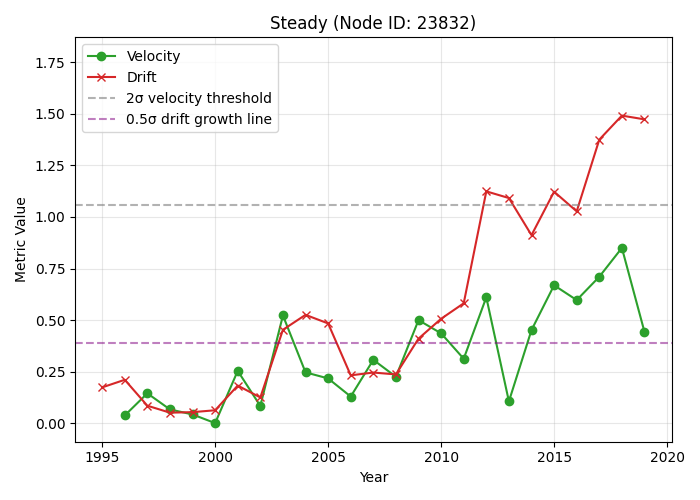 Steady (Node ID: 23832)
Velocity
Drift
2σ velocity threshold
0.5σ drift growth line
Metric Value
1.75
1.50
1.25
1.00
0.75
0.50
0.25
0.00
1995 2000 2005 2010 2015 2020
Year